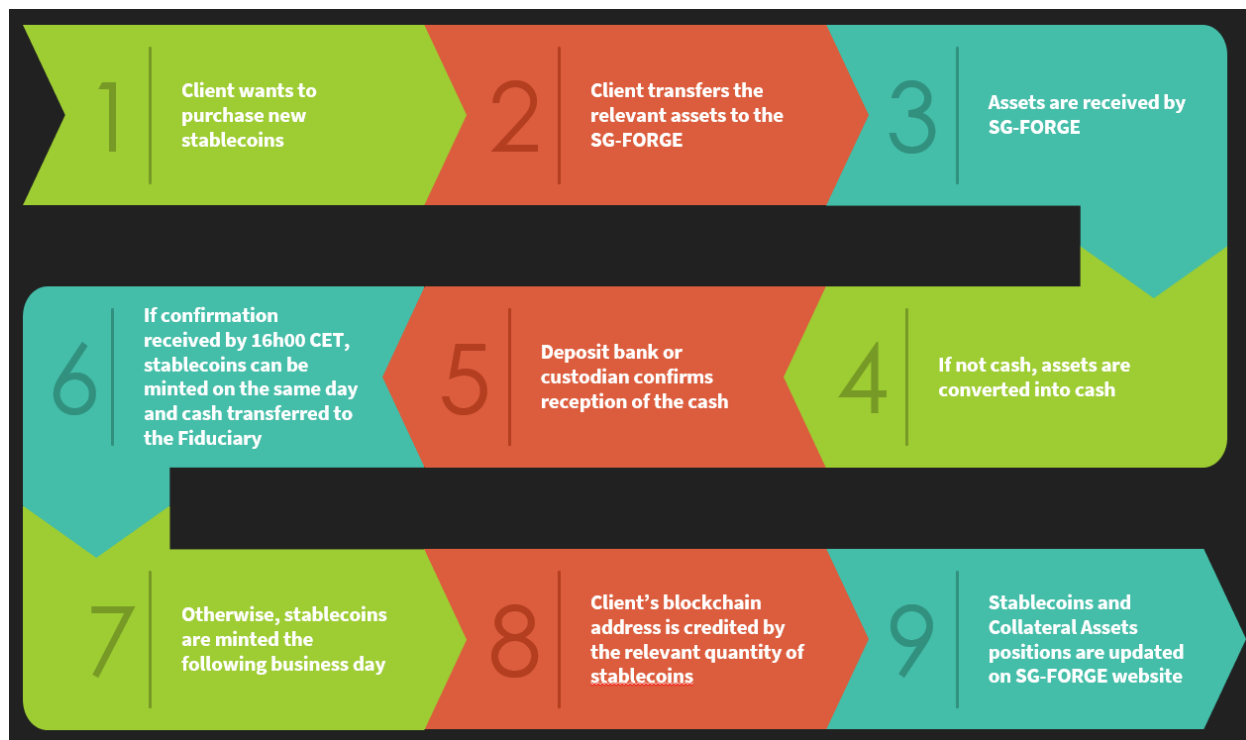 1
Client wants to
purchase new
stablecoins
2
Client transfers the
relevant assets to the
SG-FORGE
3
Assets are received by
SG-FORGE
4
If not cash, assets are
converted into cash
5
Deposit bank or
custodian confirms
reception of the cash
6
If confirmation
received by 16h00 CET,
stablecoins can be
minted on the same day
and cash transferred to
the Fiduciary
7
Otherwise, stablecoins
are minted the
following business day
8
Client’s blockchain
address is credited by
the relevant quantity of
stablecoins
9
Stablecoins and
Collateral Assets
positions are updated
on SG-FORGE website